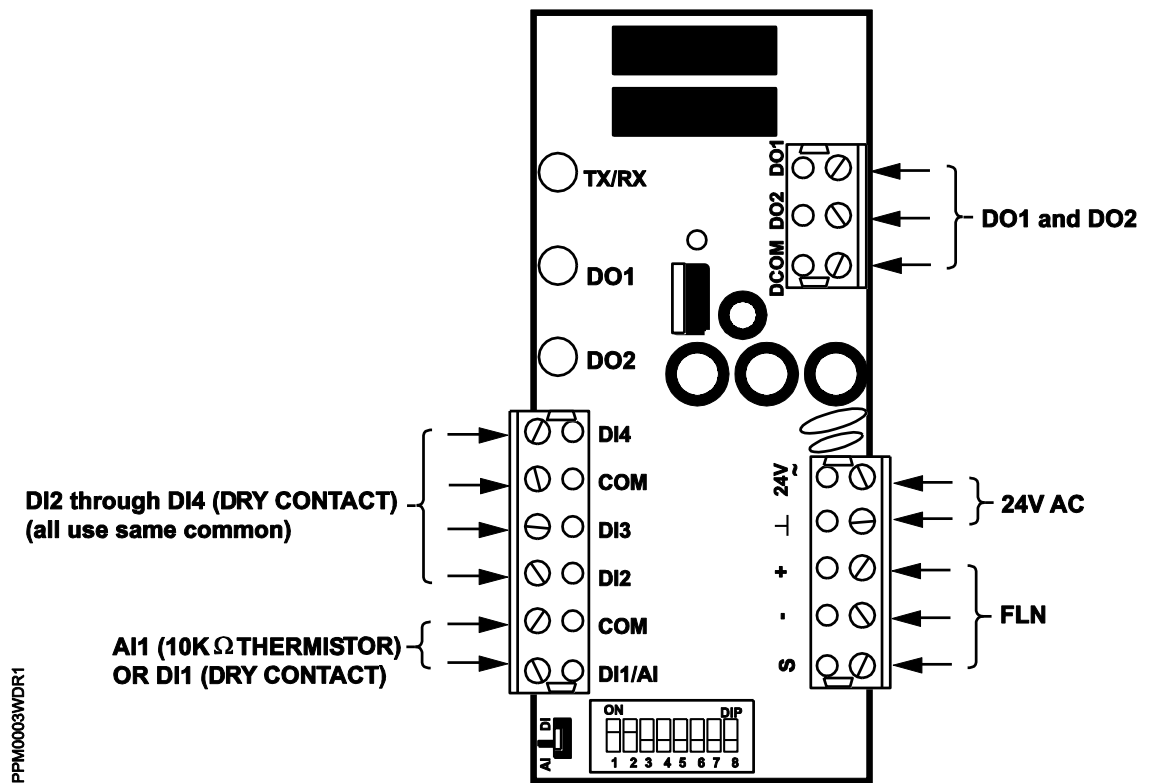 TX/RX
DO1
DO2
DO1
DO2
DCOM
DO1 and DO2
DI4
COM
DI3
DI2
COM
DI1/AI
DI2 through DI4 (DRY CONTACT)
(all use same common)
AI1 (10K Ω THERMISTOR)
OR DI1 (DRY CONTACT)
24V
~
⊥
+
-
S
24V AC
FLN
AI DI
ON DIP
1 2 3 4 5 6 7 8
PPM0003WDR1